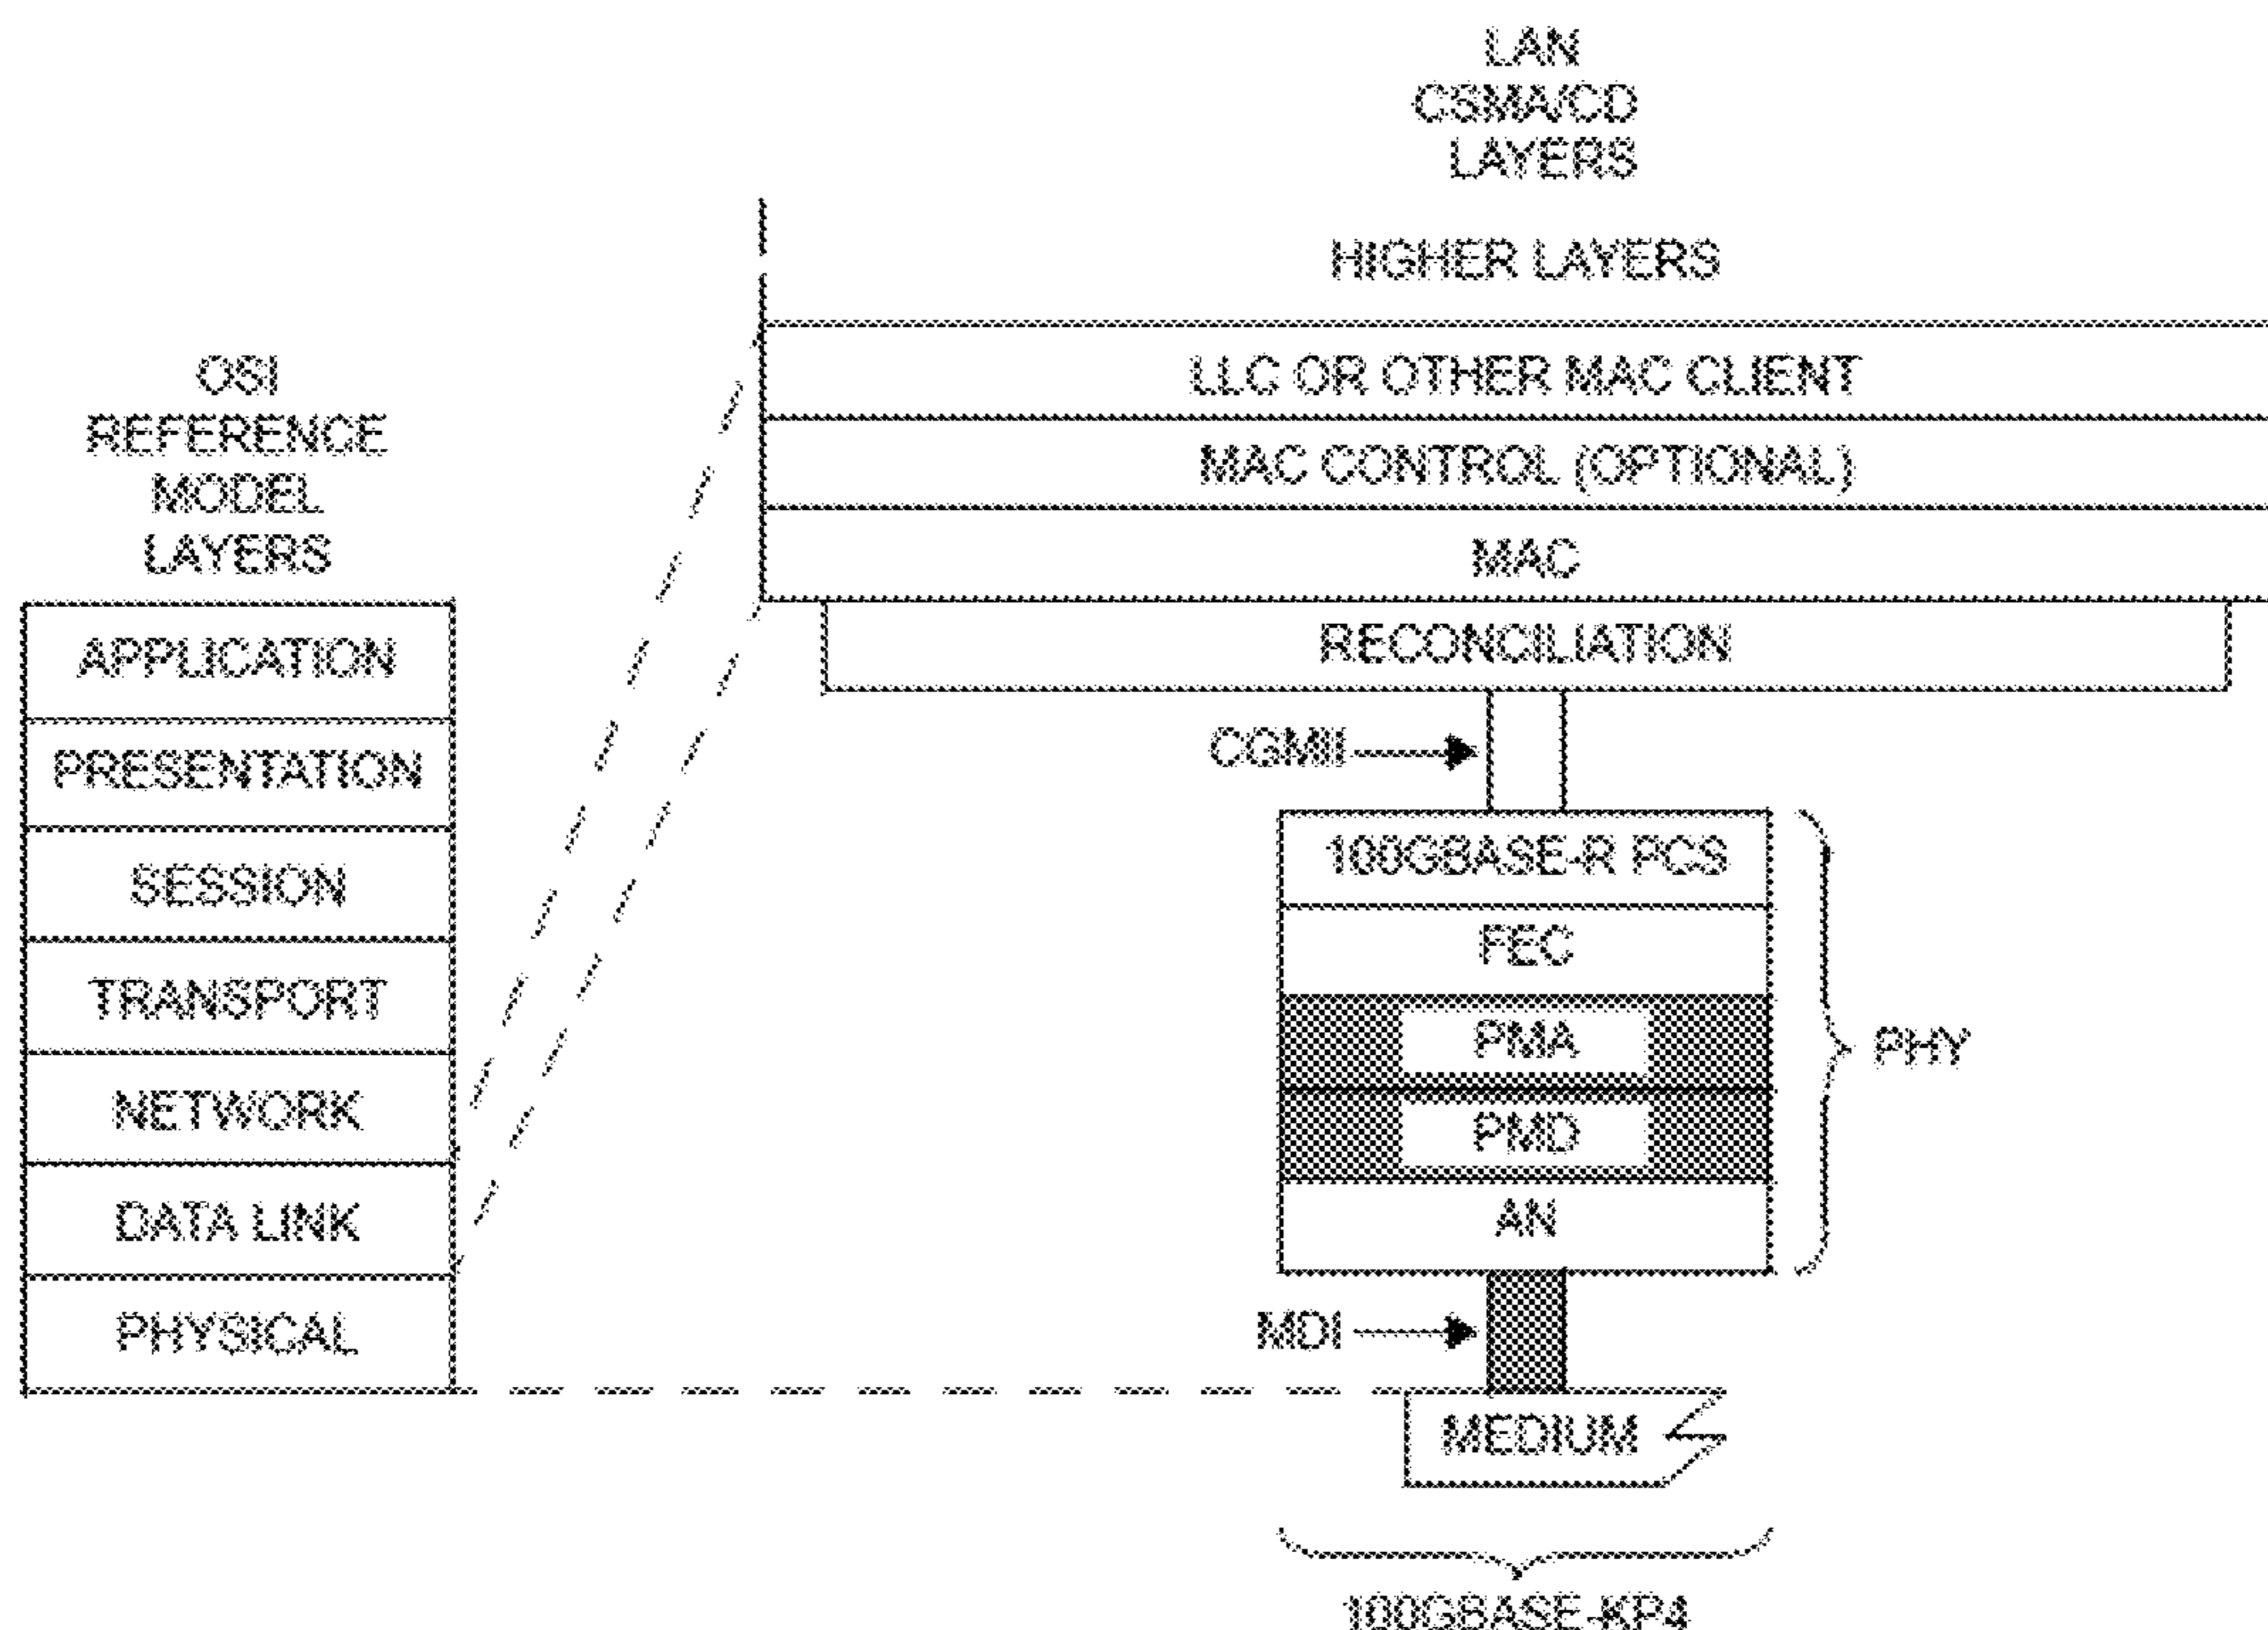 LAN
CSMA/CD
LAYERS
HIGHER LAYERS
LLC OR OTHER MAC CLIENT
MAC CONTROL (OPTIONAL)
MAC
RECONCILIATION
OSI
REFERENCE
MODEL
LAYERS
APPLICATION
PRESENTATION
SESSION
TRANSPORT
NETWORK
DATA LINK
PHYSICAL
CGMII
100GBASE-R PCS
FEC
PMA
PMD
AN
PHY
MDI
MEDIUM
100GBASE-KP4